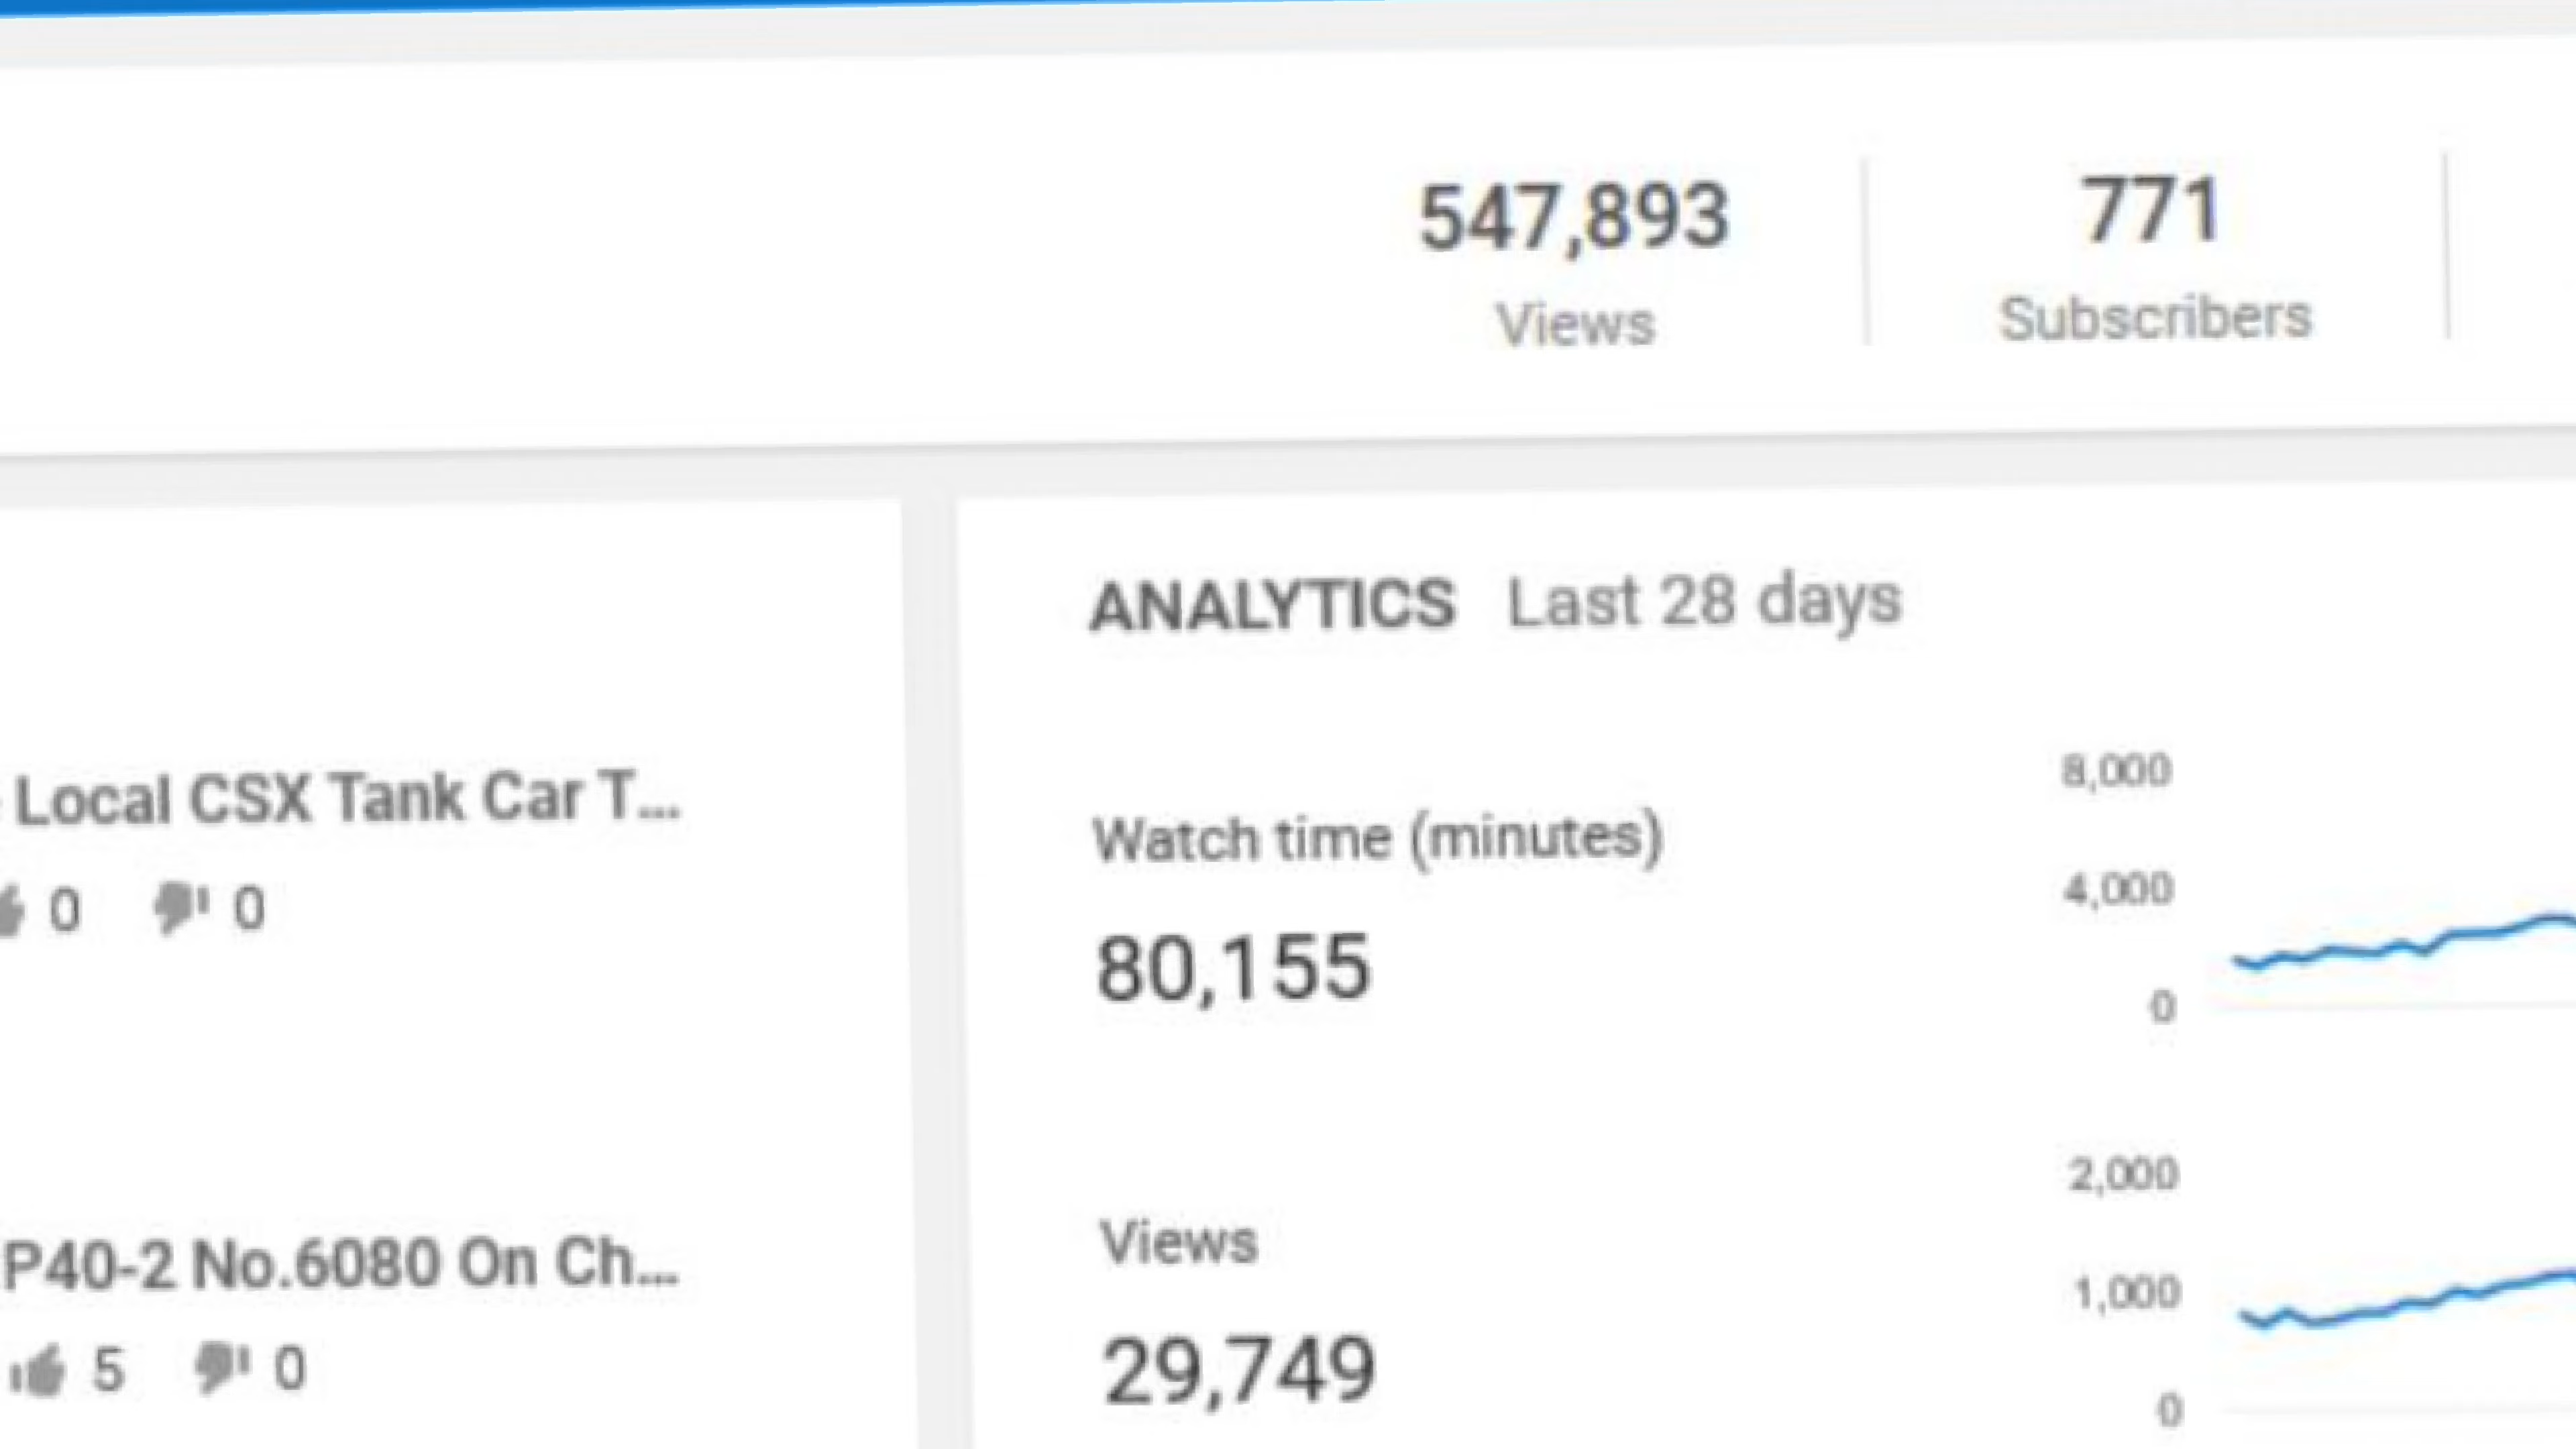 547,893
Views
771
Subscribers
ANALYTICS Last 28 days
Local CSX Tank Car T...
0 0
Watch time (minutes)
80,155
8,000
4,000
0
P40-2 No.6080 On Ch...
5 0
Views
29,749
2,000
1,000
0